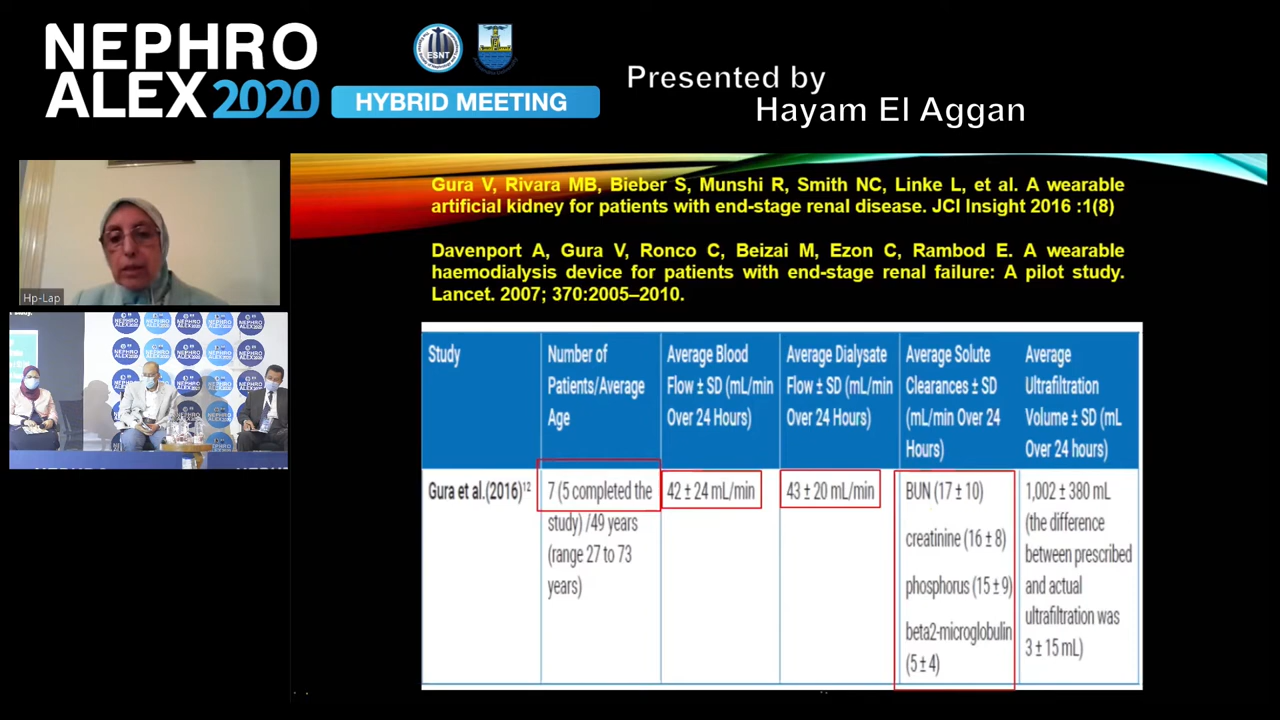 NEPHRO
ALEX 2020
HYBRID MEETING
ESNT
Presented by
Hayam El Aggan
Hp-Lap
Gura V, Rivara MB, Bieber S, Munshi R, Smith NC, Linke L, et al. A wearable
artificial kidney for patients with end-stage renal disease. JCI Insight 2016 :1(8)
Davenport A, Gura V, Ronco C, Beizai M, Ezon C, Rambod E. A wearable
haemodialysis device for patients with end-stage renal failure: A pilot study.
Lancet. 2007; 370:2005–2010.
Study
Number of
Patients/Average
Age
Average Blood
Flow ± SD (mL/min
Over 24 Hours)
Average Dialysate
Flow ± SD (mL/min
Over 24 Hours)
Average Solute
Clearances ± SD
(mL/min Over 24
Hours)
Average
Ultrafiltration
Volume ± SD (mL
Over 24 hours)
Gura et al.(2016)¹²
7 (5 completed the
study) /49 years
(range 27 to 73
years)
42 ± 24 mL/min
43 ± 20 mL/min
BUN (17 ± 10)
creatinine (16 ± 8)
phosphorus (15 ± 9)
beta2-microglobulin
(5 ± 4)
1,002 ± 380 mL
(the difference
between prescribed
and actual
ultrafiltration was
3 ± 15 mL)